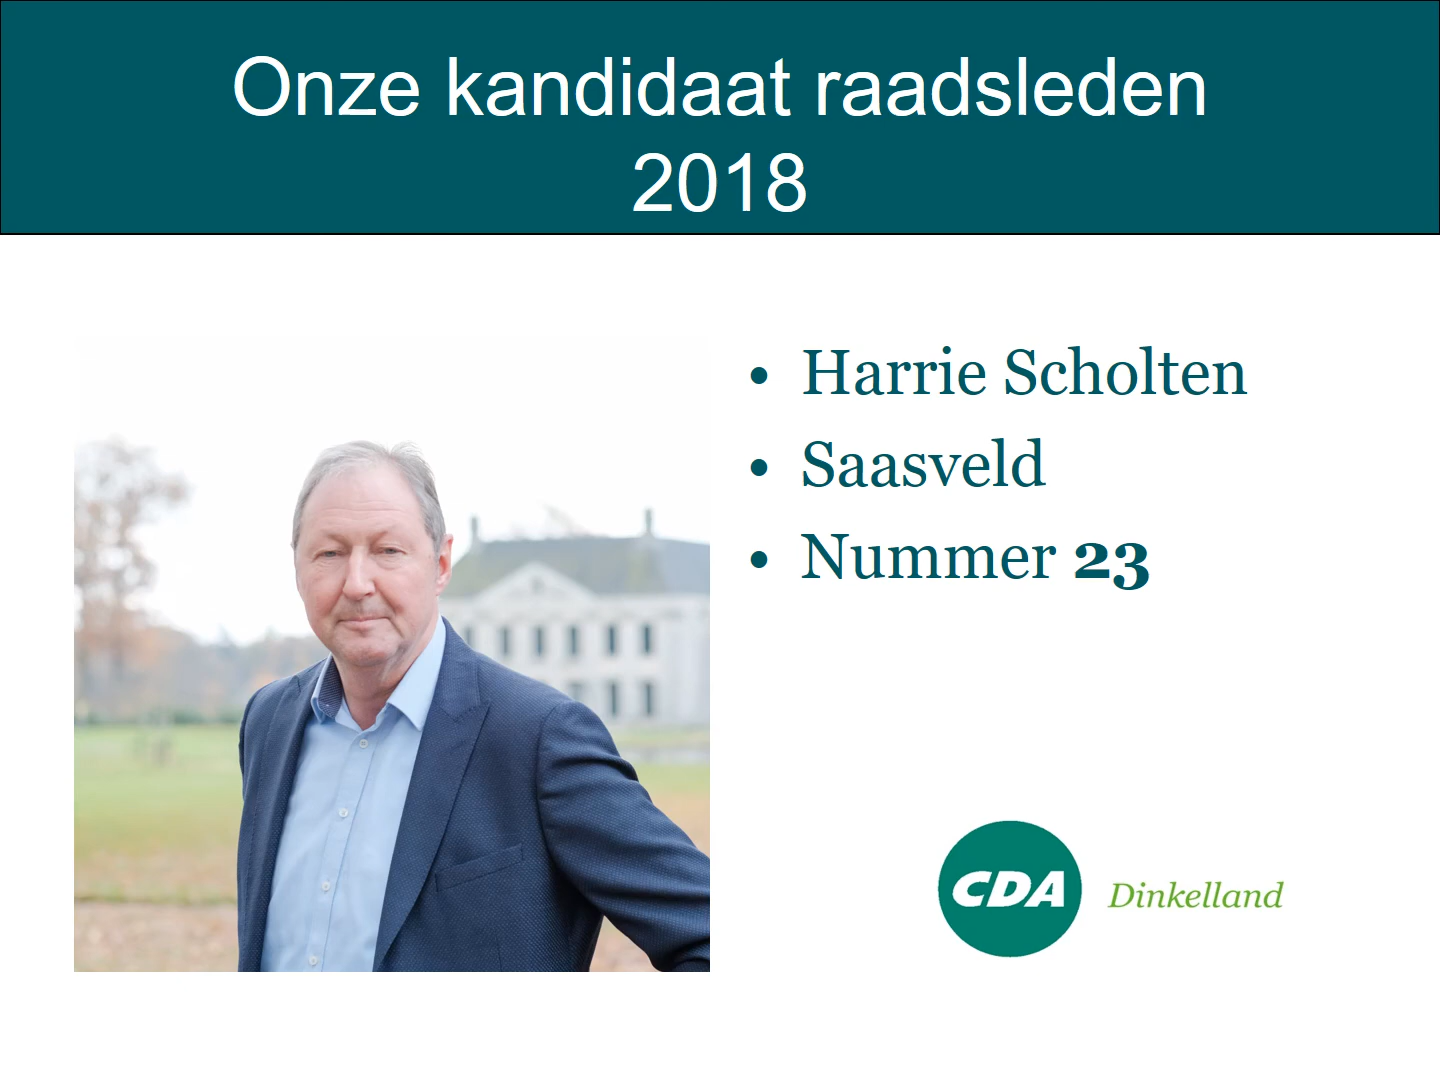 Onze kandidaat raadsleden
2018
• Harrie Scholten
• Saasveld
• Nummer 23
CDA Dinkelland